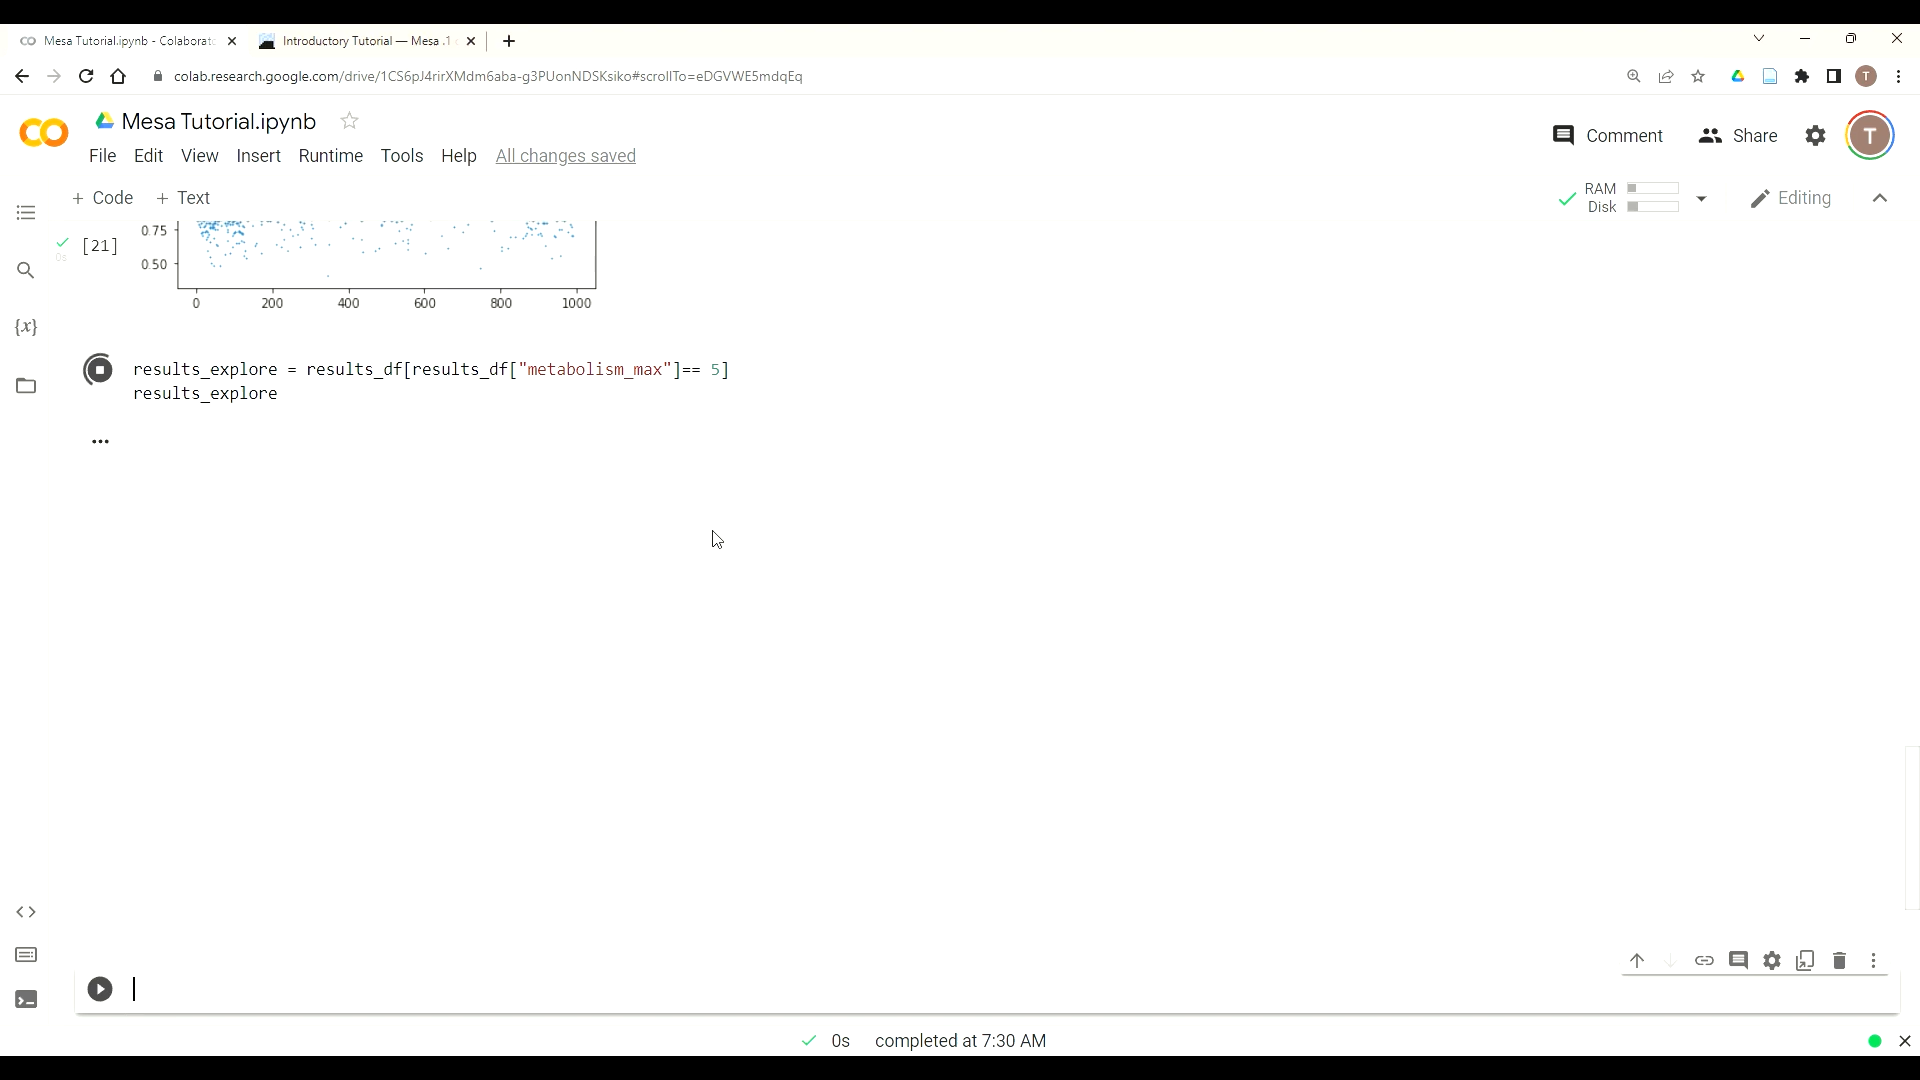 Mesa Tutorial.ipynb - Colaborat
Introductory Tutorial — Mesa .1
colab.research.google.com/drive/1CS6pJ4rirXMdm6aba-g3PUonNDSKsiko#scrollTo=eDGVWE5mdqEq
T
CO
Mesa Tutorial.ipynb
Comment
Share
T
File Edit View Insert Runtime Tools Help All changes saved
+ Code + Text
RAM
Disk
Editing
0.75
[21]
0s
0.50
0 200 400 600 800 1000
{x}
results_explore = results_df[results_df["metabolism_max"]== 5]
results_explore
0s completed at 7:30 AM